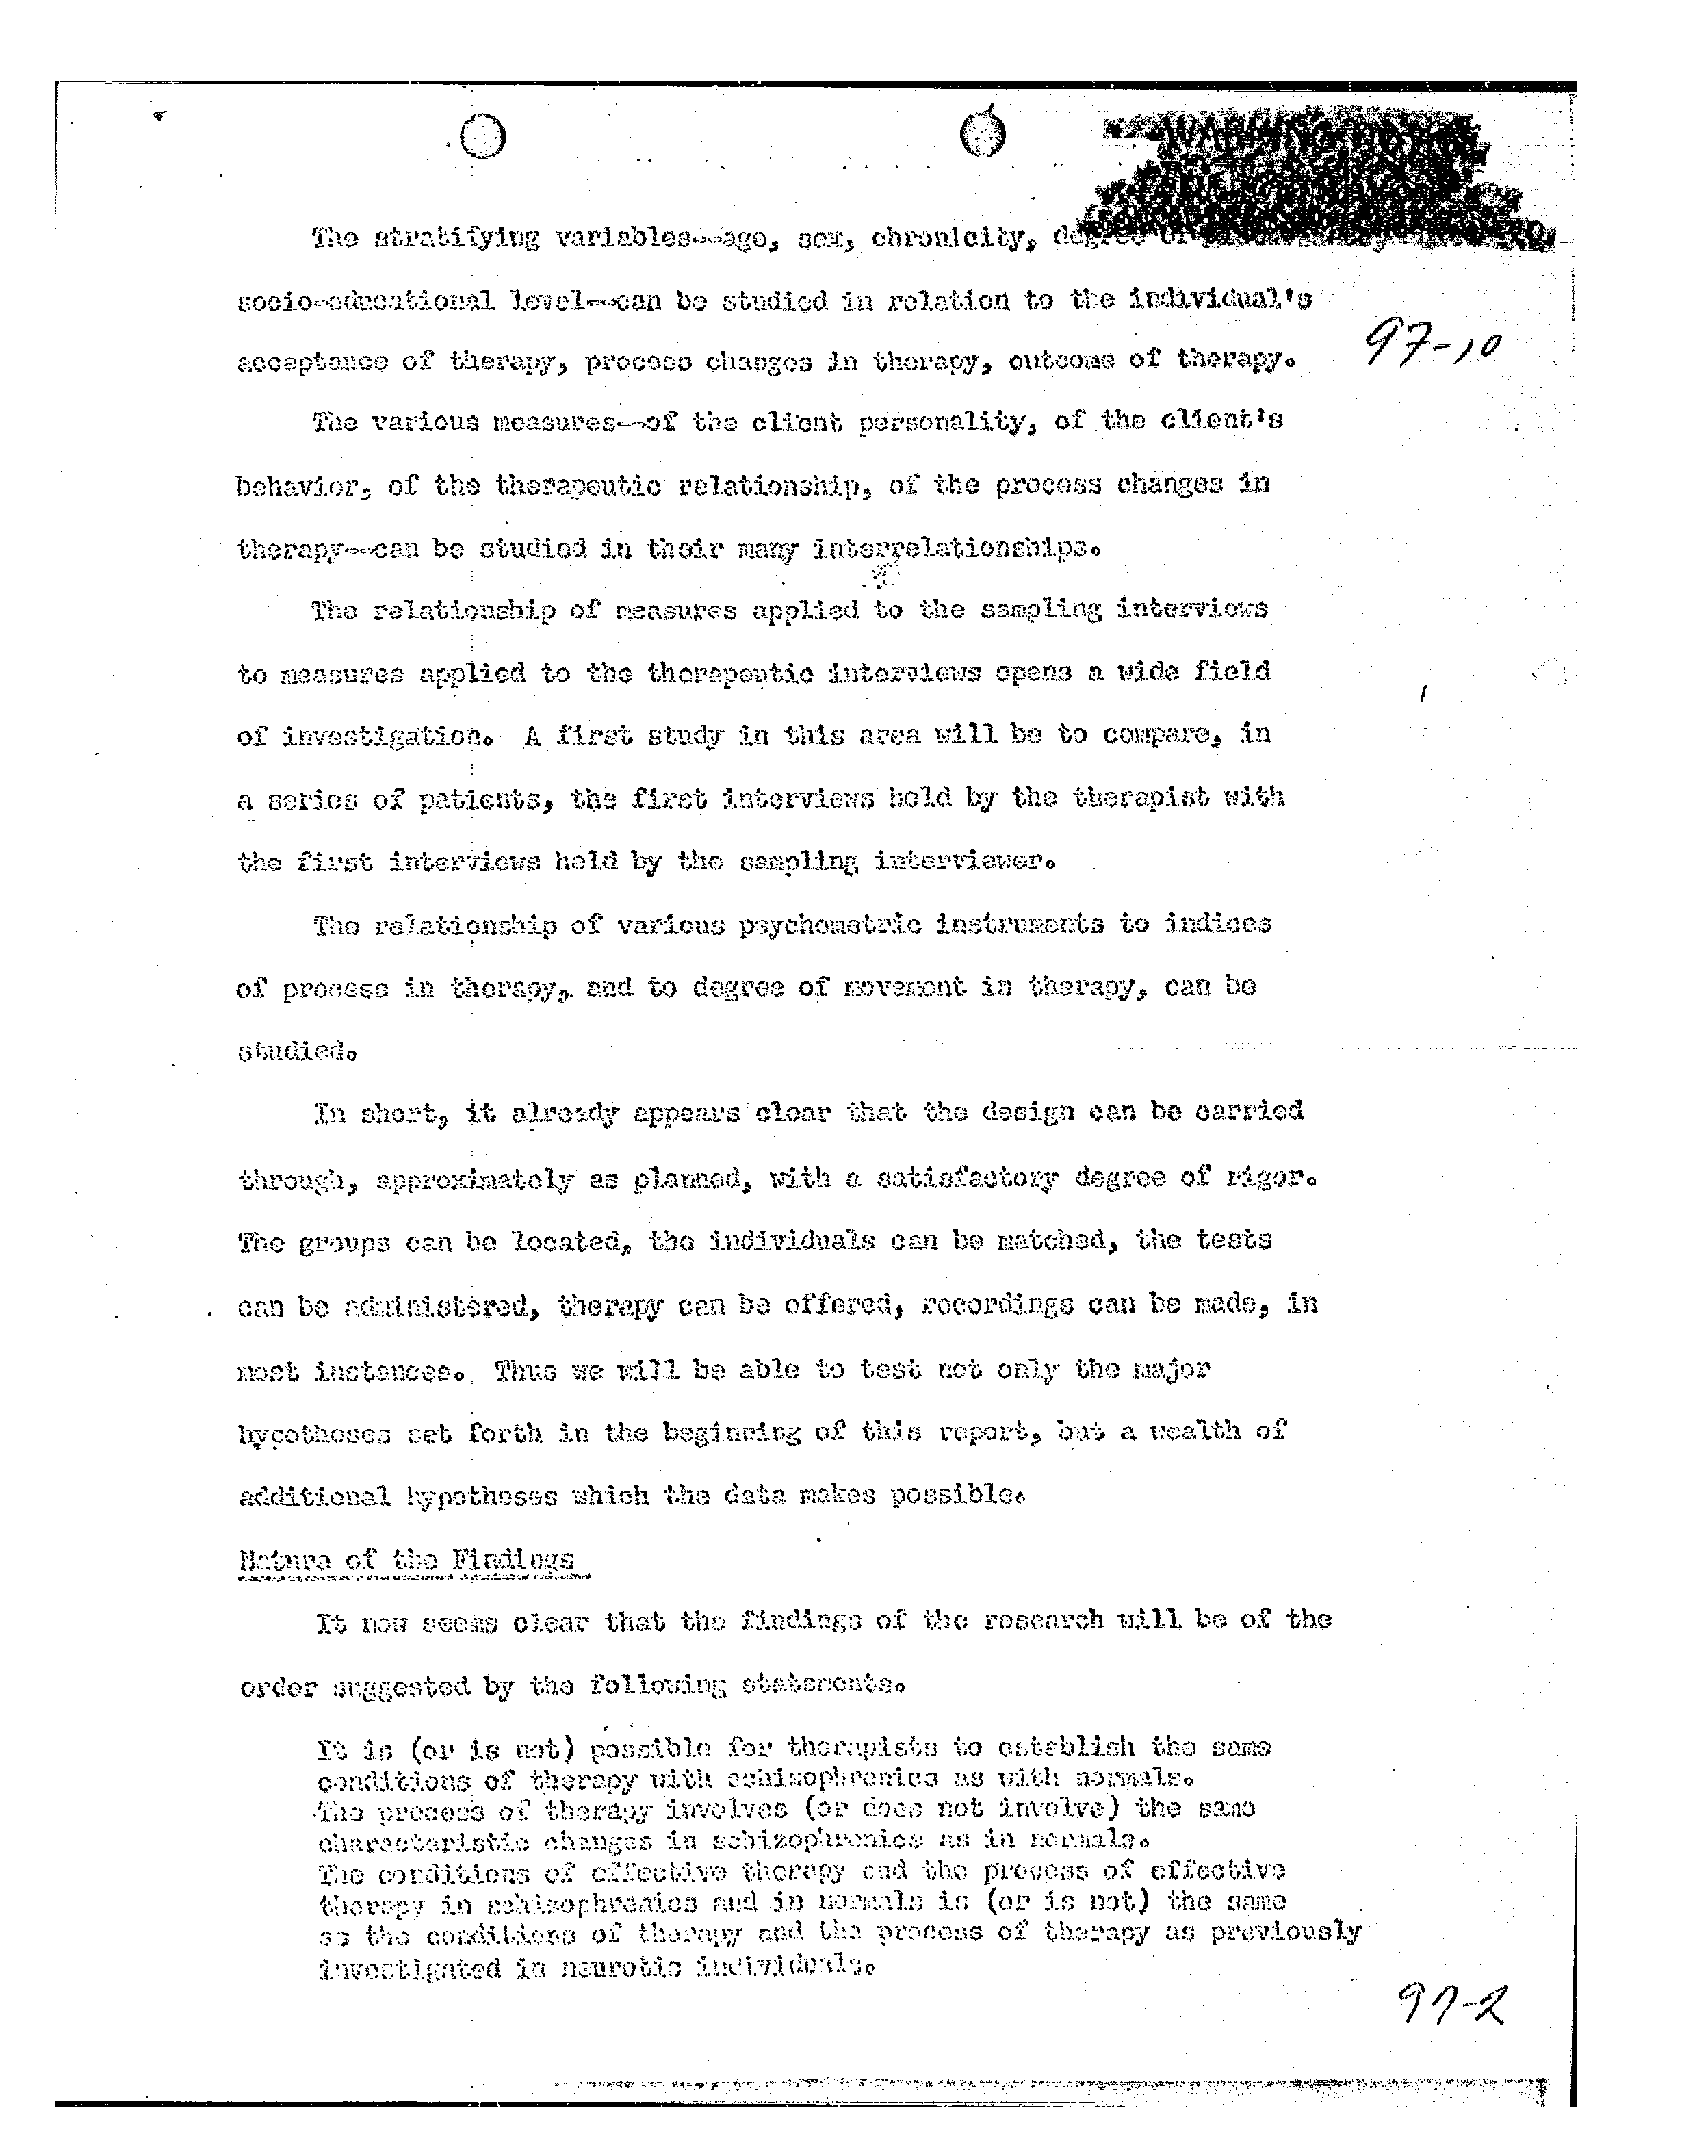 WARNING NOTICE
The stratifying variables--age, sex, chronicity, degree of
socio-educational level--can be studied in relation to the individual's
97-10
acceptance of therapy, process changes in therapy, outcome of therapy.
The various measures--of the client personality, of the client's
behavior, of the therapeutic relationship, of the process changes in
therapy--can be studied in their many interrelationships.
The relationship of measures applied to the sampling interviews
to measures applied to the therapeutic interviews opens a wide field
of investigation. A first study in this area will be to compare, in
a series of patients, the first interviews held by the therapist with
the first interviews held by the sampling interviewer.
The relationship of various psychometric instruments to indices
of process in therapy, and to degree of movement in therapy, can be
studied.
In short, it already appears clear that the design can be carried
through, approximately as planned, with a satisfactory degree of rigor.
The groups can be located, the individuals can be matched, the tests
can be administered, therapy can be offered, recordings can be made, in
most instances. Thus we will be able to test not only the major
hypotheses set forth in the beginning of this report, but a wealth of
additional hypotheses which the data makes possible.
Nature of the Findings
It now seems clear that the findings of the research will be of the
order suggested by the following statements.
It is (or is not) possible for therapists to establish the same
conditions of therapy with schizophrenics as with normals.
The process of therapy involves (or does not involve) the same
characteristic changes in schizophrenics as in normals.
The conditions of effective therapy and the process of effective
therapy in schizophrenics and in normals is (or is not) the same
as the conditions of therapy and the process of therapy as previously
investigated in neurotic individuals.
97-2